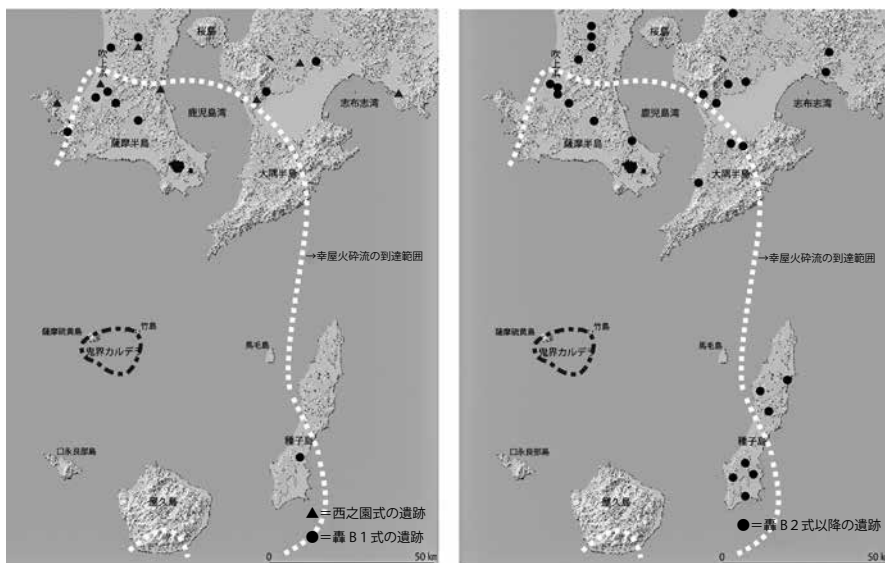 桜島
吹上浜
鹿児島湾
志布志湾
薩摩半島
大隅半島
→幸屋火砕流の到達範囲
薩摩硫黄島
竹島
鬼界カルデラ
馬毛島
種子島
口永良部島
屋久島
▲=西之園式の遺跡
●=轟B1式の遺跡
0
50 km
桜島
吹上浜
鹿児島湾
志布志湾
薩摩半島
大隅半島
→幸屋火砕流の到達範囲
薩摩硫黄島
竹島
鬼界カルデラ
馬毛島
種子島
口永良部島
屋久島
●=轟B2式以降の遺跡
0
50 km